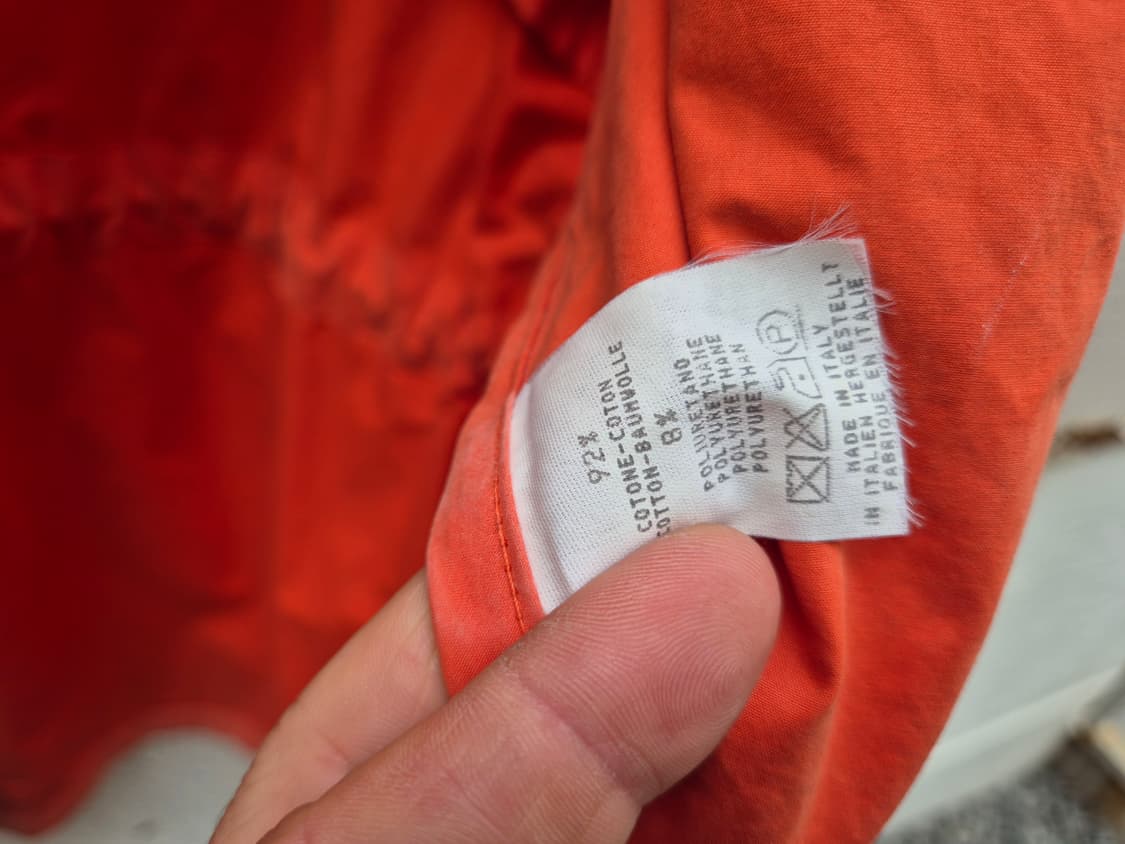 92%
COTONE-COTON
COTTON-BAUMWOLLE
8%
POLIURETANO
POLYURETHANE
POLYURETHANE
POLYURETHAN
P
MADE IN ITALY
IN ITALIEN HERGESTELLT
FABRIQUE EN ITALIE